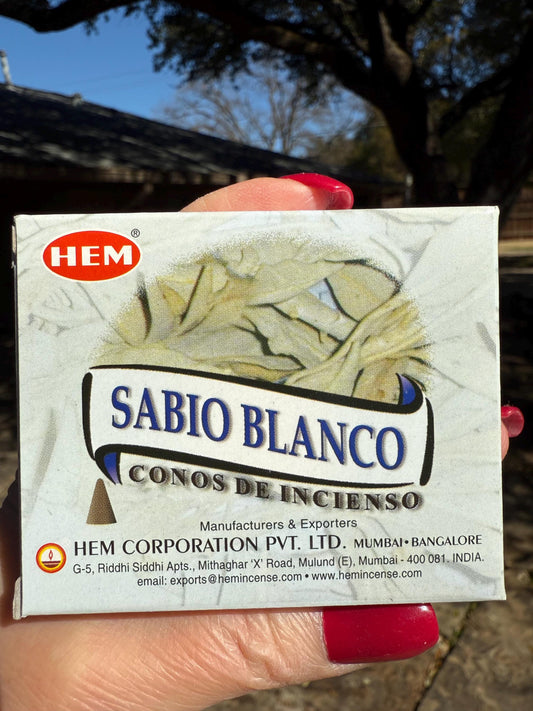 HEM®
SABIO BLANCO
CONOS DE INCIENSO
Manufacturers & Exporters
HEM CORPORATION PVT. LTD. MUMBAI•BANGALORE
G-5, Riddhi Siddhi Apts., Mithaghar 'X' Road, Mulund (E), Mumbai - 400 081. INDIA.
email: exports@hemincense.com • www.hemincense.com